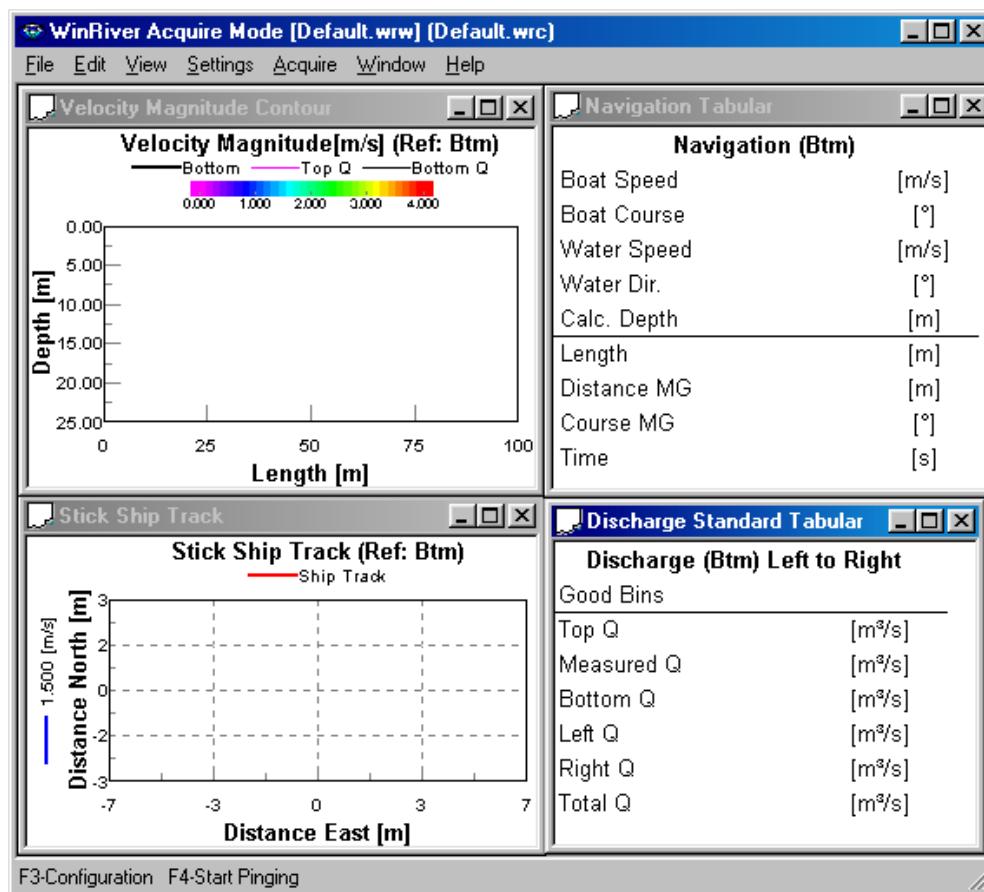 WinRiver Acquire Mode [Default.wrw] (Default.wrc)
File Edit View Settings Acquire Window Help
Velocity Magnitude Contour
Velocity Magnitude[m/s] (Ref: Btm)
Bottom Top Q Bottom Q
0.000 1.000 2.000 3.000 4.000
Depth [m]
0.00
5.00
10.00
15.00
20.00
25.00
0 25 50 75 100
Length [m]
Navigation Tabular
Navigation (Btm)
Boat Speed [m/s]
Boat Course [°]
Water Speed [m/s]
Water Dir. [°]
Calc. Depth [m]
Length [m]
Distance MG [m]
Course MG [°]
Time [s]
Stick Ship Track
Stick Ship Track (Ref: Btm)
Ship Track
1.500 [m/s]
Distance North [m]
3
2
0
-2
-3
-7 -3 0 3 7
Distance East [m]
Discharge Standard Tabular
Discharge (Btm) Left to Right
Good Bins
Top Q [m³/s]
Measured Q [m³/s]
Bottom Q [m³/s]
Left Q [m³/s]
Right Q [m³/s]
Total Q [m³/s]
F3-Configuration F4-Start Pinging